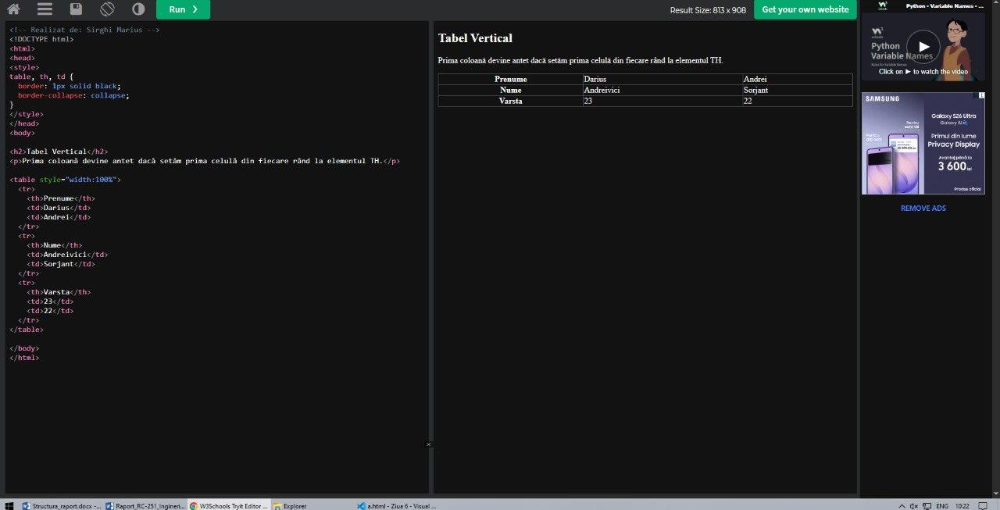 Run ❯
Result Size: 813 x 908
Get your own website
<!-- Realizat de: Sirghi Marius -->
<!DOCTYPE html>
<html>
<head>
<style>
table, th, td {
  border: 1px solid black;
  border-collapse: collapse;
}
</style>
</head>
<body>

<h2>Tabel Vertical</h2>
<p>Prima coloană devine antet dacă setăm prima celulă din fiecare rând la elementul TH.</p>

<table style="width:100%">
  <tr>
    <th>Prenume</th>
    <td>Darius</td>
    <td>Andrei</td>
  </tr>
  <tr>
    <th>Nume</th>
    <td>Andreivici</td>
    <td>Sorjant</td>
  </tr>
  <tr>
    <th>Varsta</th>
    <td>23</td>
    <td>22</td>
  </tr>
</table>

</body>
</html>
Tabel Vertical
Prima coloană devine antet dacă setăm prima celulă din fiecare rând la elementul TH.
Prenume Darius Andrei
Nume Andreivici Sorjant
Varsta 23 22
Python - Variable Names - ...
schools
Python
Variable Names
Click on ▶ to watch the video
SAMSUNG
Galaxy S26 Ultra
Galaxy AI
Pentru
ochii tăi
Primul din lume
Privacy Display
Avantaj până la
3 600 lei
Produs oficial
REMOVE ADS
Structura_raport.docx -...
Raport_RC-251_Ingineri...
W3Schools Tryit Editor ...
Explorer
a.html - Ziua 6 - Visual ...
ENG
10:22